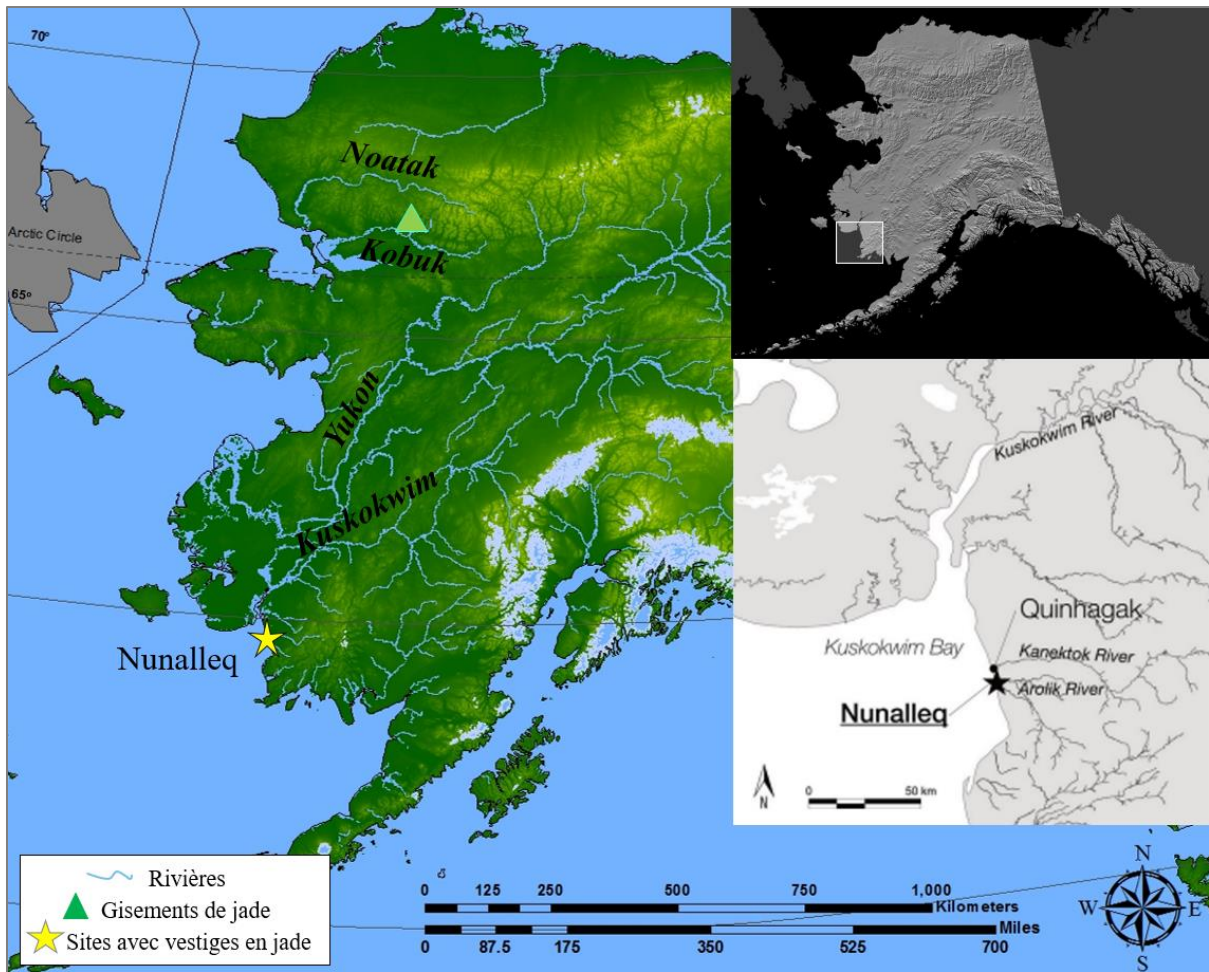 70°
Noatak
Arctic Circle
Kobuk
65°
Yukon
Kuskokwim
Nunalleq
Kuskokwim River
Quinhagak
Kuskokwim Bay
Kanektok River
Arolik River
Nunalleq
0 50 km
N
Rivières
Gisements de jade
Sites avec vestiges en jade
0 125 250 500 750 1,000
Kilometers
Miles
0 87.5 175 350 525 700
N
W E
S